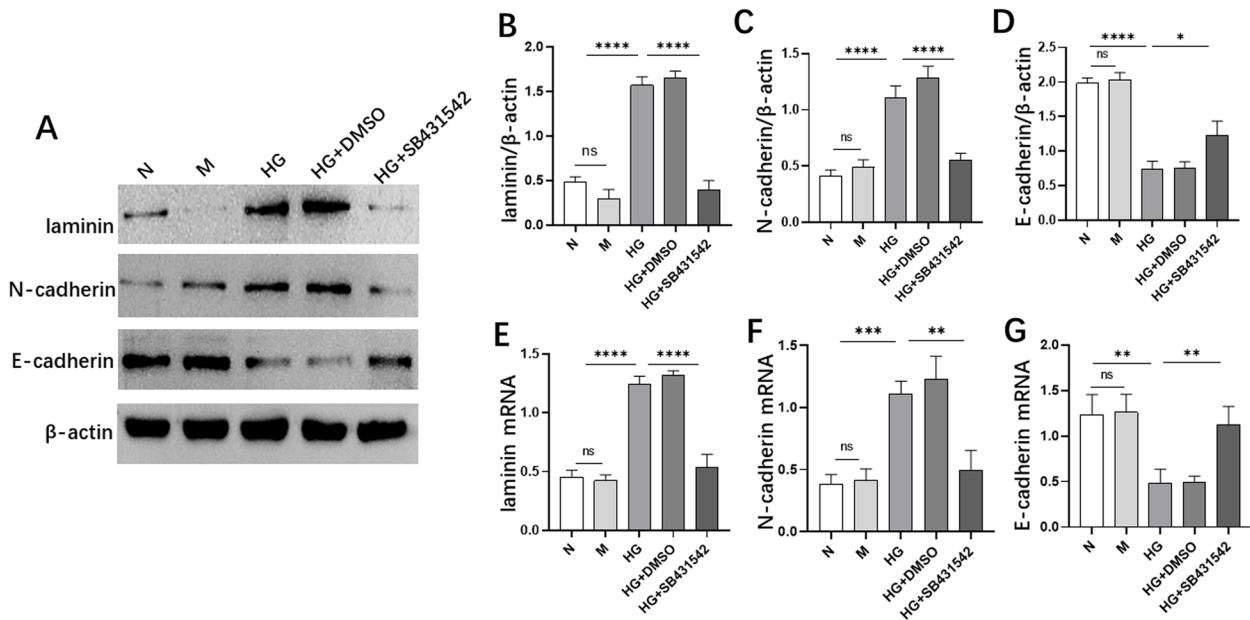 A
N
M
HG
HG+DMSO
HG+SB431542
laminin
N-cadherin
E-cadherin
β-actin
B
laminin/β-actin
2.0
1.5
1.0
0.5
0.0
ns
****
****
N
M
HG
HG+DMSO
HG+SB431542
C
N-cadherin/β-actin
1.5
1.0
0.5
0.0
ns
****
****
N
M
HG
HG+DMSO
HG+SB431542
D
E-cadherin/β-actin
2.5
2.0
1.5
1.0
0.5
0.0
ns
****
*
N
M
HG
HG+DMSO
HG+SB431542
E
laminin mRNA
1.5
1.0
0.5
0.0
ns
****
****
N
M
HG
HG+DMSO
HG+SB431542
F
N-cadherin mRNA
1.5
1.0
0.5
0.0
ns
***
**
N
M
HG
HG+DMSO
HG+SB431542
G
E-cadherin mRNA
2.0
1.5
1.0
0.5
0.0
ns
**
**
N
M
HG
HG+DMSO
HG+SB431542